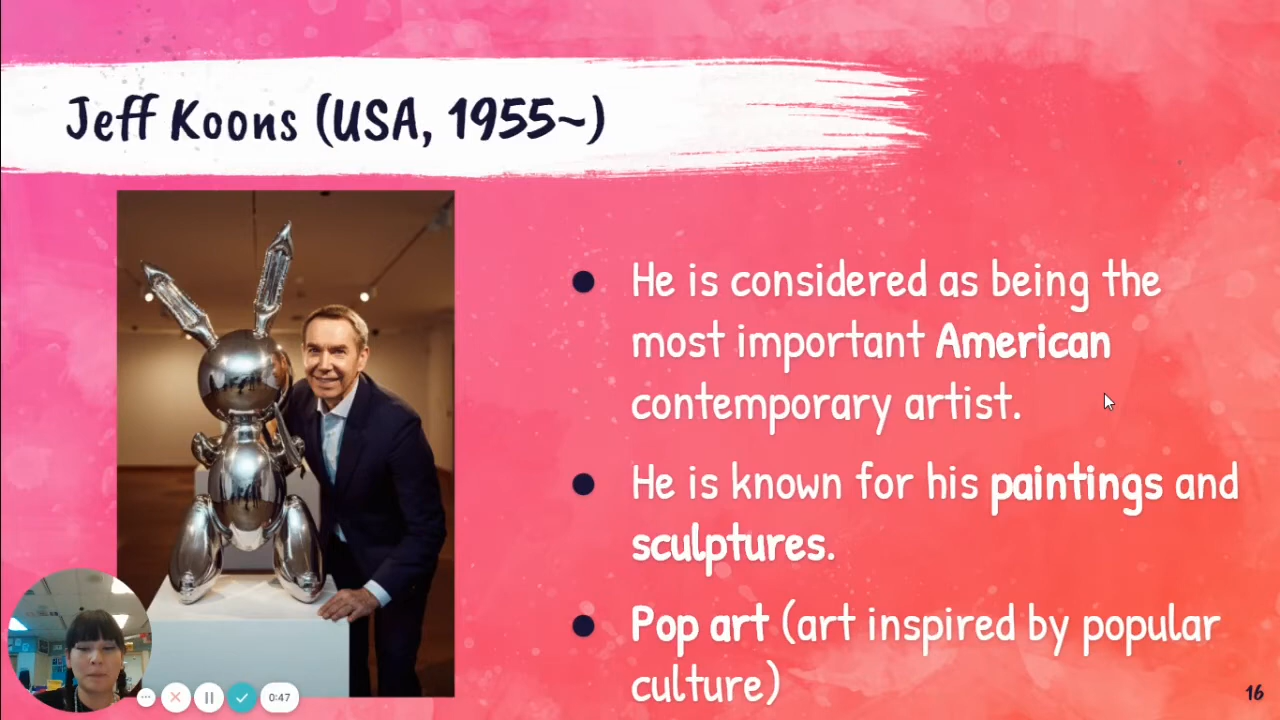 Jeff Koons (USA, 1955~)
He is considered as being the
most important American
contemporary artist.
He is known for his paintings and
sculptures.
Pop art (art inspired by popular
culture)
0:47
16